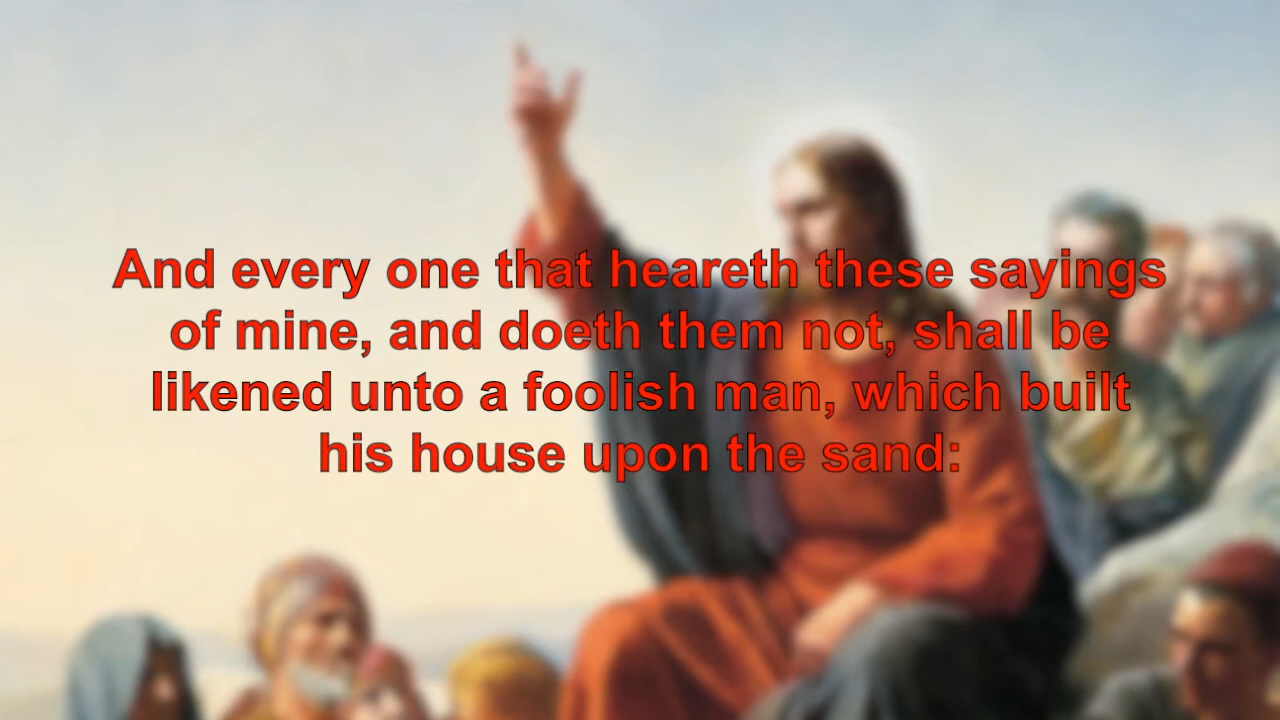 And every one that heareth these sayings
of mine, and doeth them not, shall be
likened unto a foolish man, which built
his house upon the sand: